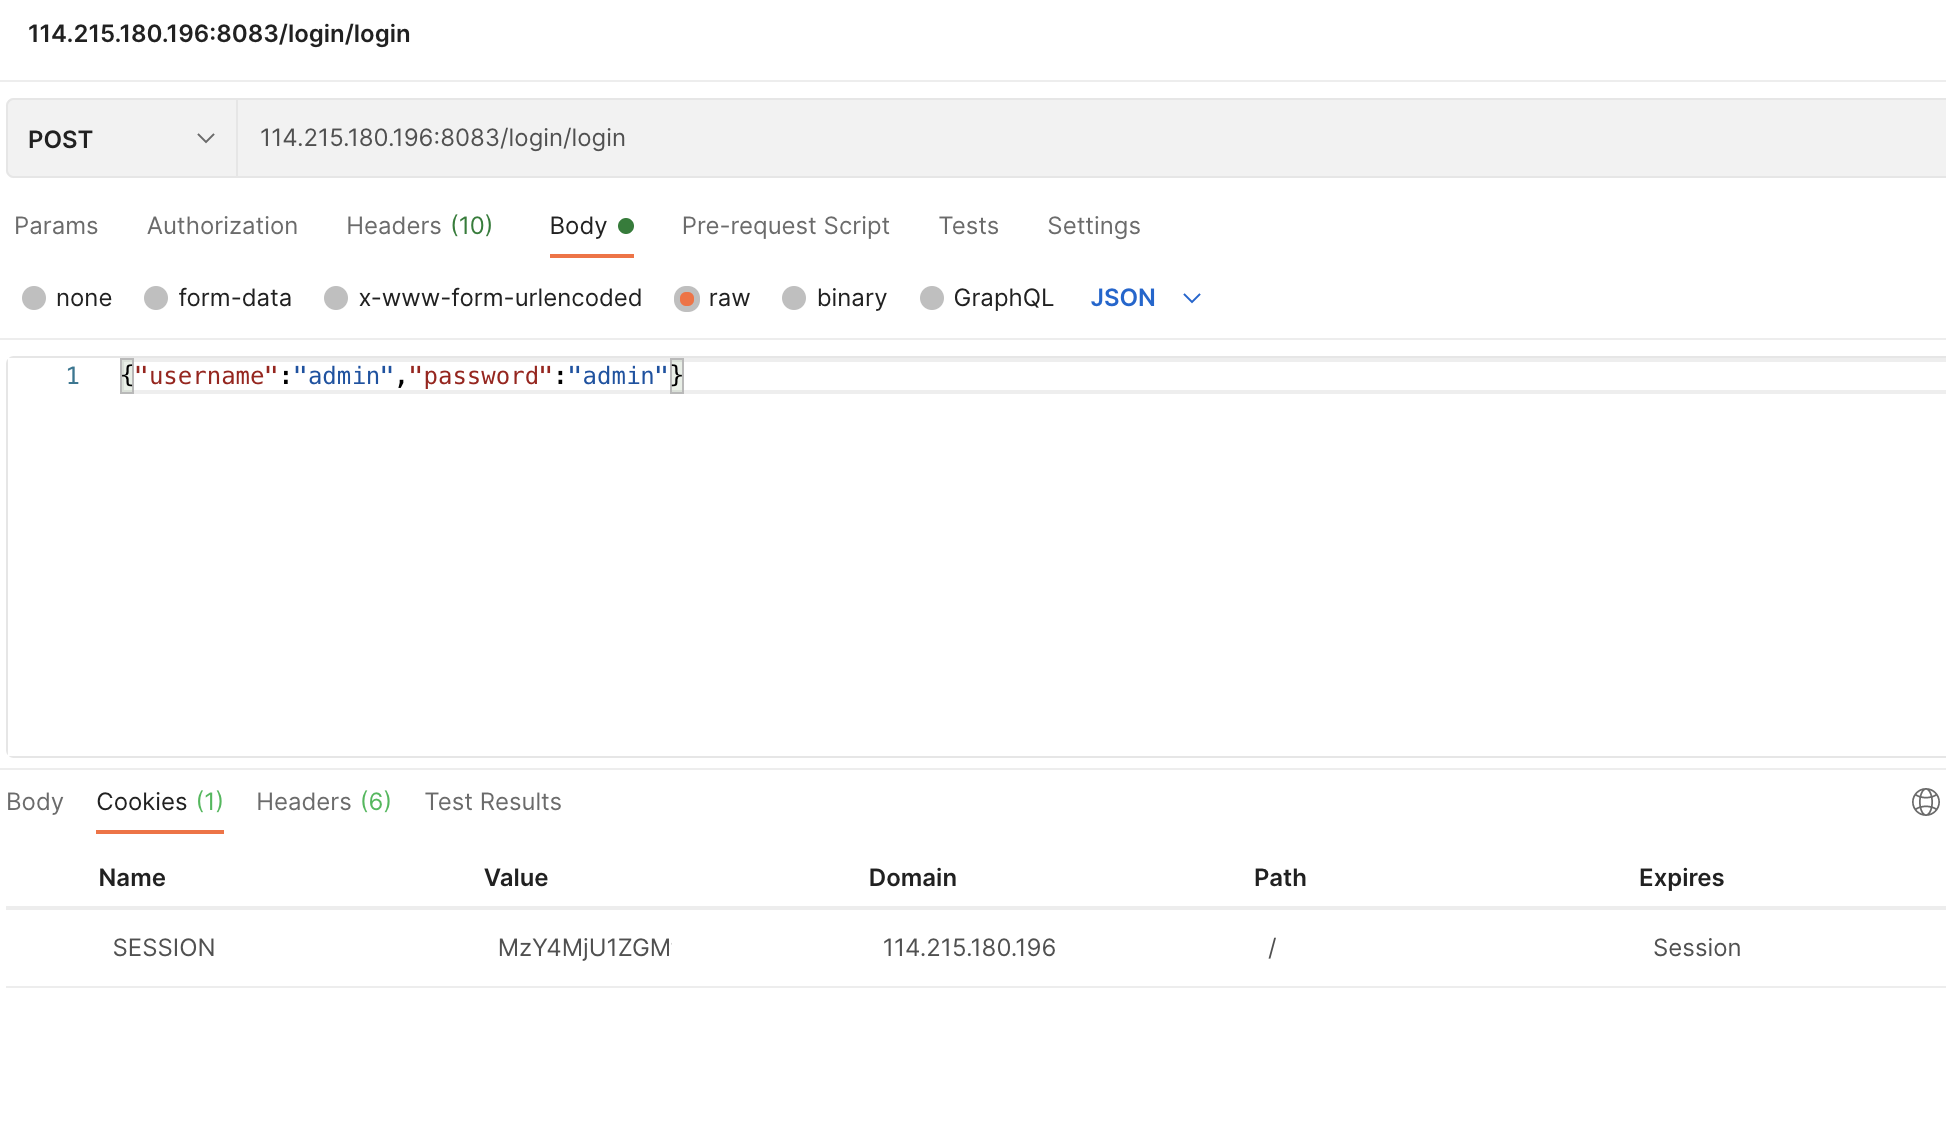 114.215.180.196:8083/login/login
POST 114.215.180.196:8083/login/login
Params Authorization Headers (10) Body Pre-request Script Tests Settings
none form-data x-www-form-urlencoded raw binary GraphQL JSON
1 {"username":"admin","password":"admin"}
Body Cookies (1) Headers (6) Test Results
Name Value Domain Path Expires
SESSION MzY4MjU1ZGM 114.215.180.196 / Session